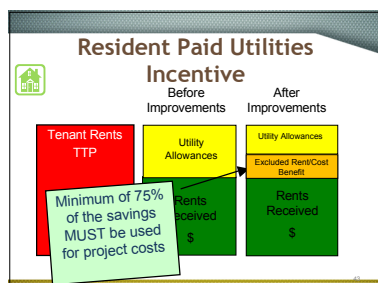 Resident Paid Utilities
Incentive
Before
Improvements
After
Improvements
Tenant Rents
TTP
Utility
Allowances
Utility Allowances
Excluded Rent/Cost
Benefit
Minimum of 75%
of the savings
MUST be used
for project costs
Rents
eceived
$
Rents
Received
$